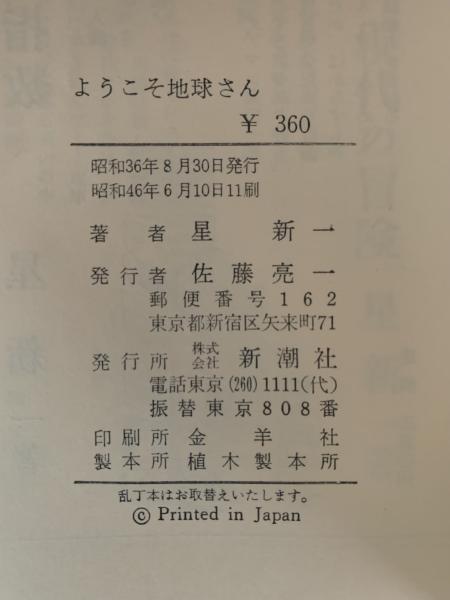 ようこそ地球さん
¥ 360
昭和36年8月30日発行
昭和46年6月10日11刷
著者 星新一
発行者 佐藤亮一
郵便番号162
東京都新宿区矢来町71
発行所 株式会社 新潮社
電話東京(260)1111(代)
振替東京808番
印刷所 金羊社
製本所 植木製本所
乱丁本はお取替えいたします。
© Printed in Japan